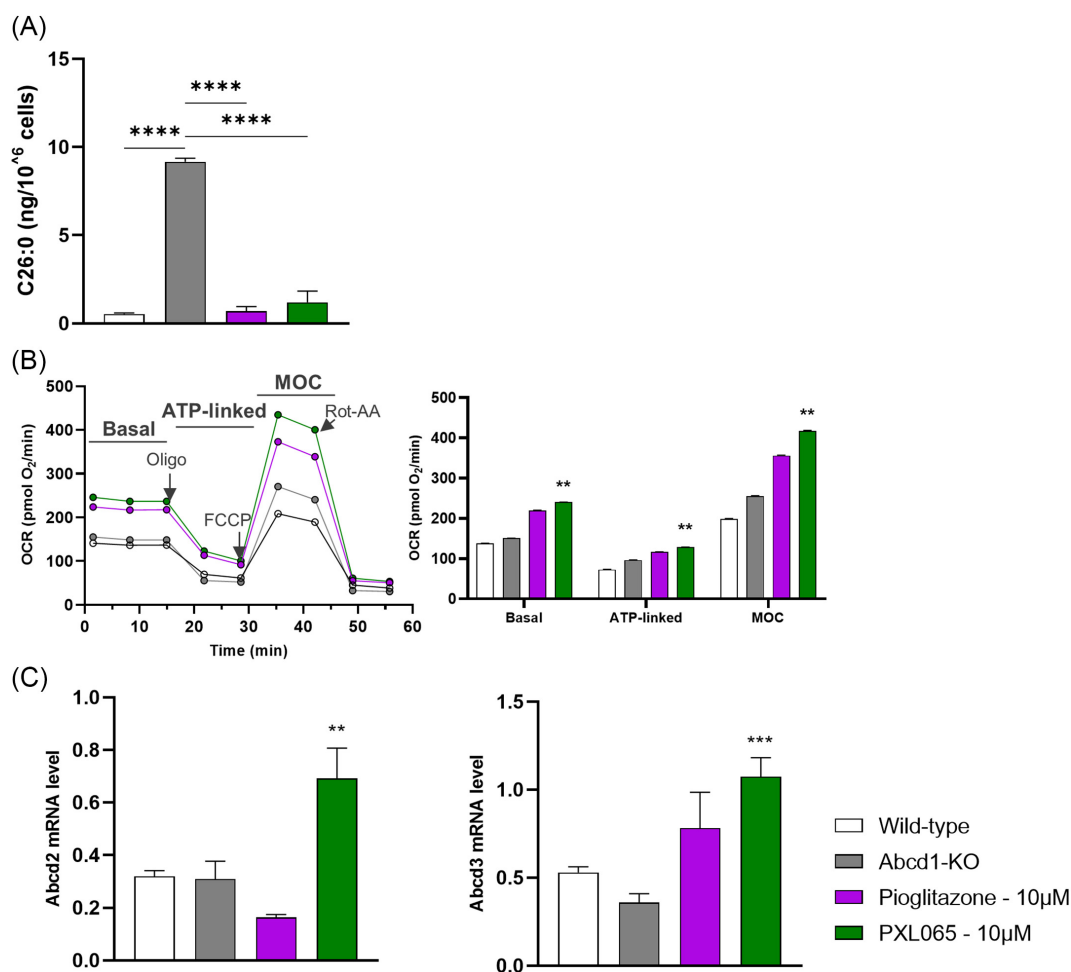 (A)
C26:0 (ng/10^6 cells)
15
10
5
0
****
****
****
(B)
OCR (pmol O2/min)
500
400
300
200
100
0
Basal
ATP-linked
MOC
Oligo
FCCP
Rot-AA
0
10
20
30
40
50
60
Time (min)
OCR (pmol O2/min)
500
400
300
200
100
0
**
**
**
Basal
ATP-linked
MOC
(C)
Abcd2 mRNA level
1.0
0.8
0.6
0.4
0.2
0.0
**
Abcd3 mRNA level
1.5
1.0
0.5
0.0
***
Wild-type
Abcd1-KO
Pioglitazone - 10µM
PXL065 - 10µM